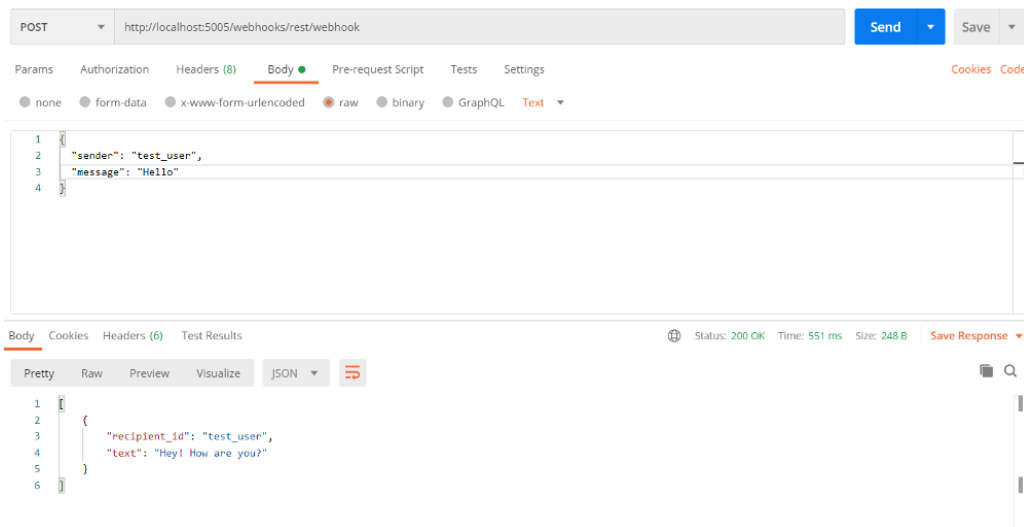 POST http://localhost:5005/webhooks/rest/webhook Send Save
Params Authorization Headers (8) Body Pre-request Script Tests Settings Cookies Code
none form-data x-www-form-urlencoded raw binary GraphQL Text
1 {
2 "sender": "test_user",
3 "message": "Hello"
4 }
Body Cookies Headers (6) Test Results Status: 200 OK Time: 551 ms Size: 248 B Save Response
Pretty Raw Preview Visualize JSON
1 [
2 {
3 "recipient_id": "test_user",
4 "text": "Hey! How are you?"
5 }
6 ]